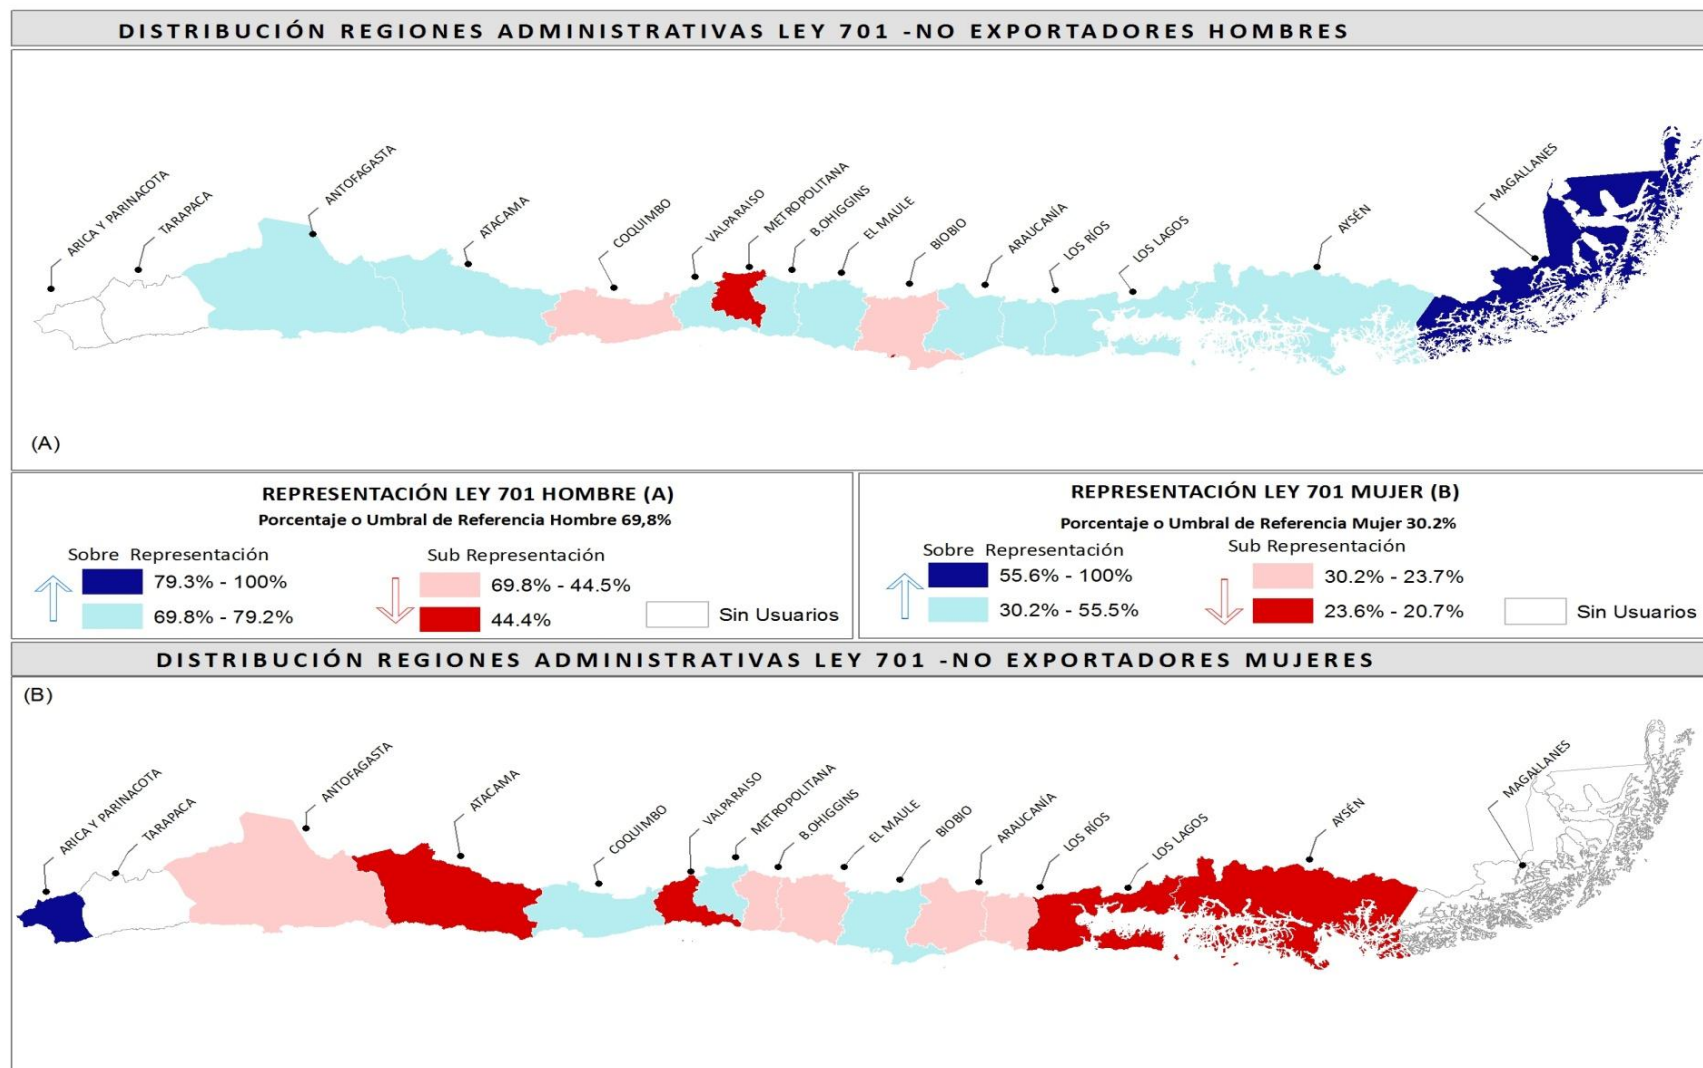 DISTRIBUCIÓN REGIONES ADMINISTRATIVAS LEY 701 -NO EXPORTADORES HOMBRES
ARICA Y PARINACOTA
TARAPACA
ANTOFAGASTA
ATACAMA
COQUIMBO
VALPARAISO
METROPOLITANA
B.OHIGGINS
EL MAULE
BIOBIO
ARAUCANÍA
LOS RÍOS
LOS LAGOS
AYSÉN
MAGALLANES
(A)
REPRESENTACIÓN LEY 701 HOMBRE (A)
Porcentaje o Umbral de Referencia Hombre 69,8%
Sobre Representación
79.3% - 100%
69.8% - 79.2%
Sub Representación
69.8% - 44.5%
44.4%
Sin Usuarios
REPRESENTACIÓN LEY 701 MUJER (B)
Porcentaje o Umbral de Referencia Mujer 30.2%
Sobre Representación
55.6% - 100%
30.2% - 55.5%
Sub Representación
30.2% - 23.7%
23.6% - 20.7%
Sin Usuarios
DISTRIBUCIÓN REGIONES ADMINISTRATIVAS LEY 701 -NO EXPORTADORES MUJERES
(B)
ARICA Y PARINACOTA
TARAPACA
ANTOFAGASTA
ATACAMA
COQUIMBO
VALPARAISO
METROPOLITANA
B.OHIGGINS
EL MAULE
BIOBIO
ARAUCANÍA
LOS RÍOS
LOS LAGOS
AYSÉN
MAGALLANES